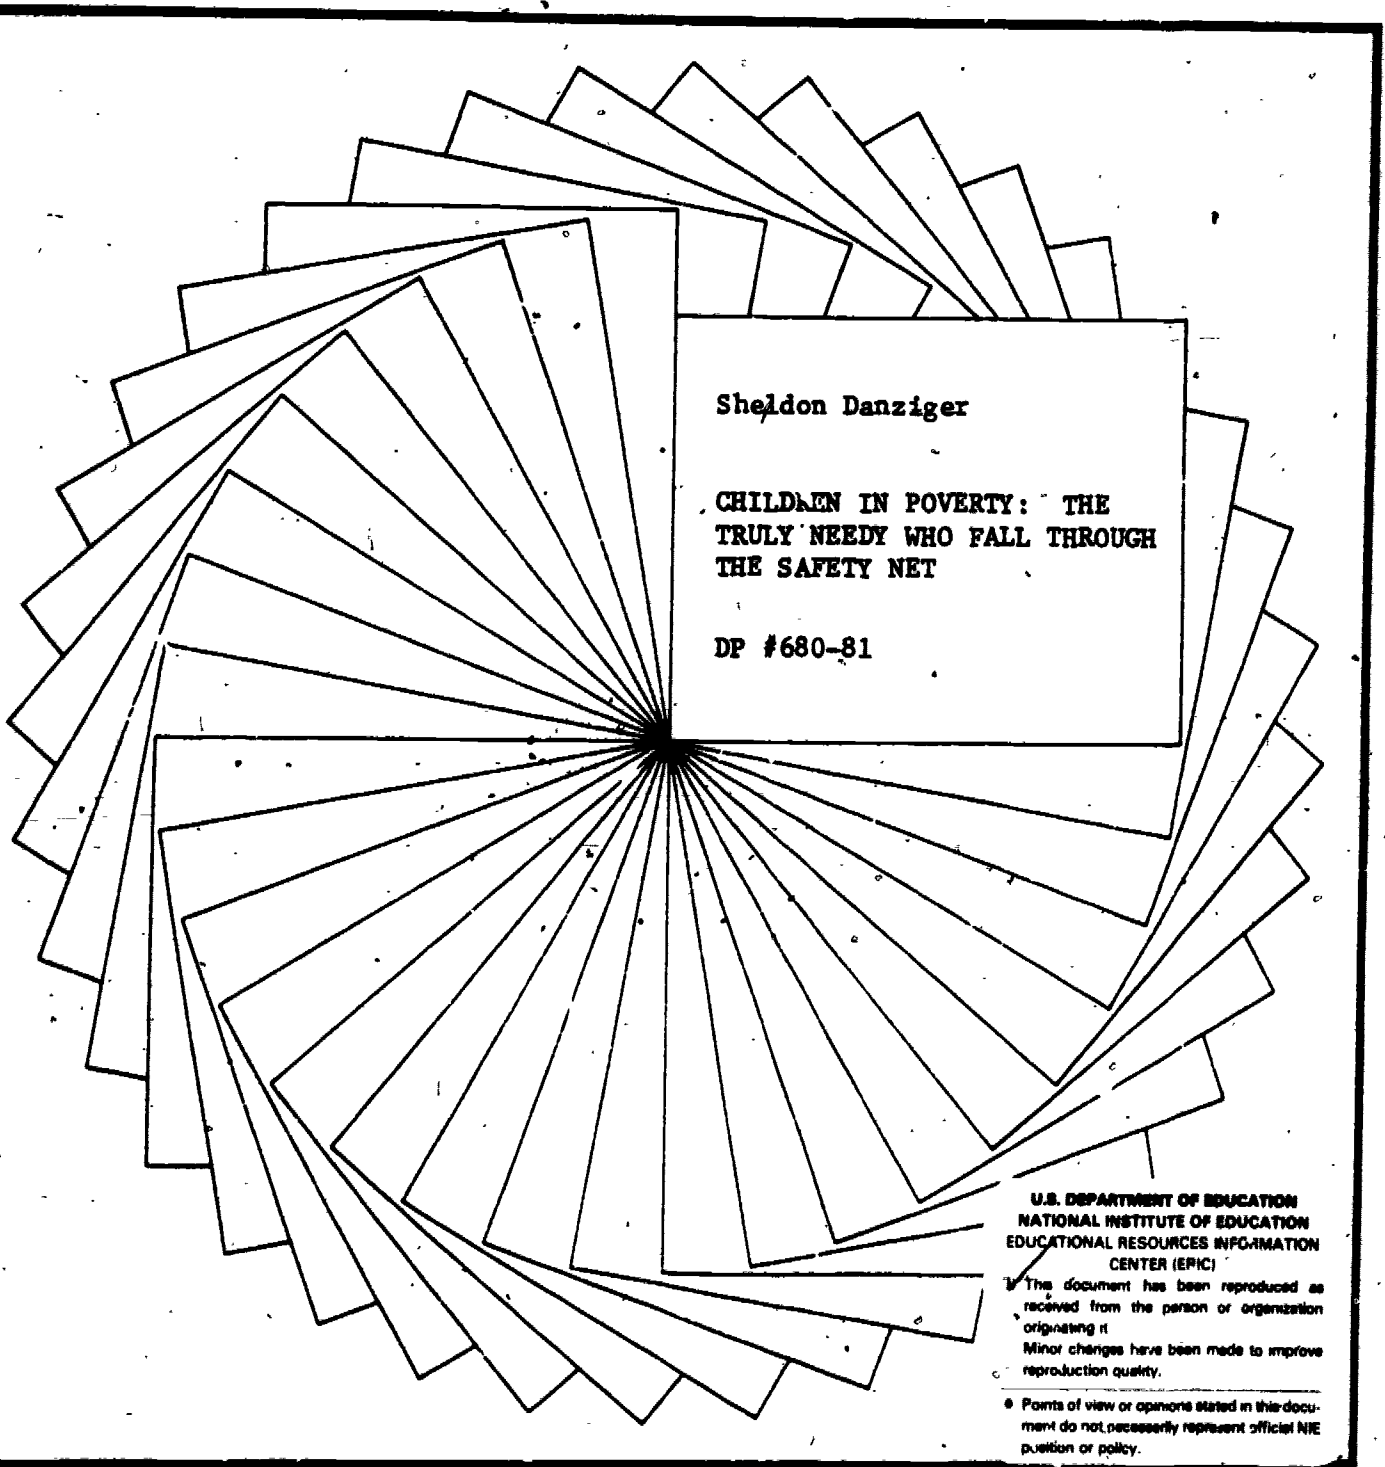 Sheldon Danziger
CHILDREN IN POVERTY: THE
TRULY NEEDY WHO FALL THROUGH
THE SAFETY NET
DP #680-81
U.S. DEPARTMENT OF EDUCATION
NATIONAL INSTITUTE OF EDUCATION
EDUCATIONAL RESOURCES INFORMATION
CENTER (ERIC)
This document has been reproduced as
received from the person or organization
originating it
Minor changes have been made to improve
reproduction quality.
● Points of view or opinions stated in this docu-
ment do not necessarily represent official NIE
position or policy.